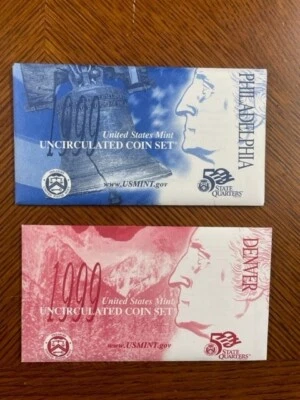 1999
United States Mint
UNCIRCULATED COIN SET
www.USMINT.gov
PHILADELPHIA
50
STATE
QUARTERS
1999
United States Mint
UNCIRCULATED COIN SET
www.USMINT.gov
DENVER
50
STATE
QUARTERS